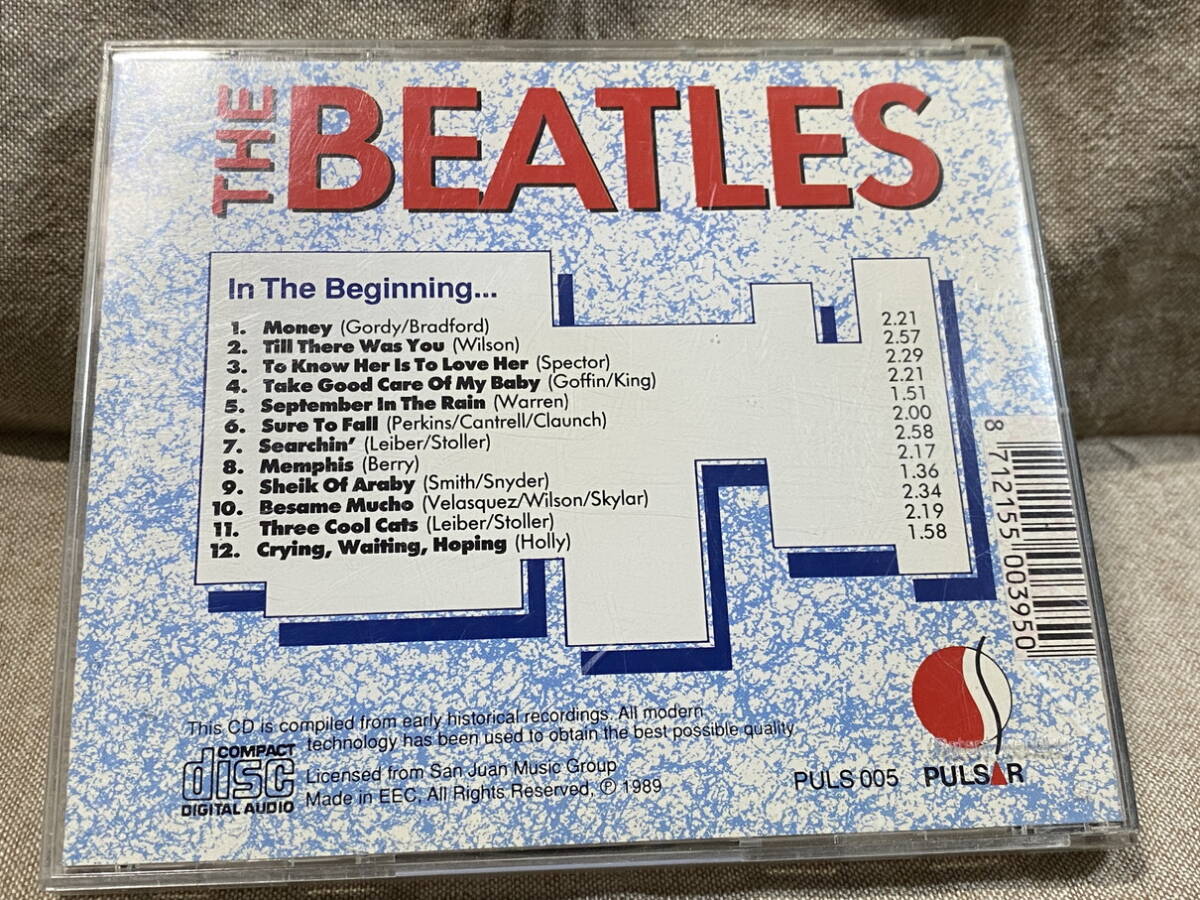 THE BEATLES
In The Beginning...
1. Money (Gordy/Bradford) 2.21
2. Till There Was You (Wilson) 2.57
3. To Know Her Is To Love Her (Spector) 2.29
4. Take Good Care Of My Baby (Goffin/King) 2.21
5. September In The Rain (Warren) 1.51
6. Sure To Fall (Perkins/Cantrell/Claunch) 2.00
7. Searchin' (Leiber/Stoller) 2.58
8. Memphis (Berry) 2.17
9. Sheik Of Araby (Smith/Snyder) 1.36
10. Besame Mucho (Velasquez/Wilson/Skylar) 2.34
11. Three Cool Cats (Leiber/Stoller) 2.19
12. Crying, Waiting, Hoping (Holly) 1.58
8 712155 003950
This CD is compiled from early historical recordings. All modern
technology has been used to obtain the best possible quality
COMPACT
disc
DIGITAL AUDIO
Licensed from San Juan Music Group
Made in EEC, All Rights Reserved, ℗ 1989
PULS 005
PULSAR